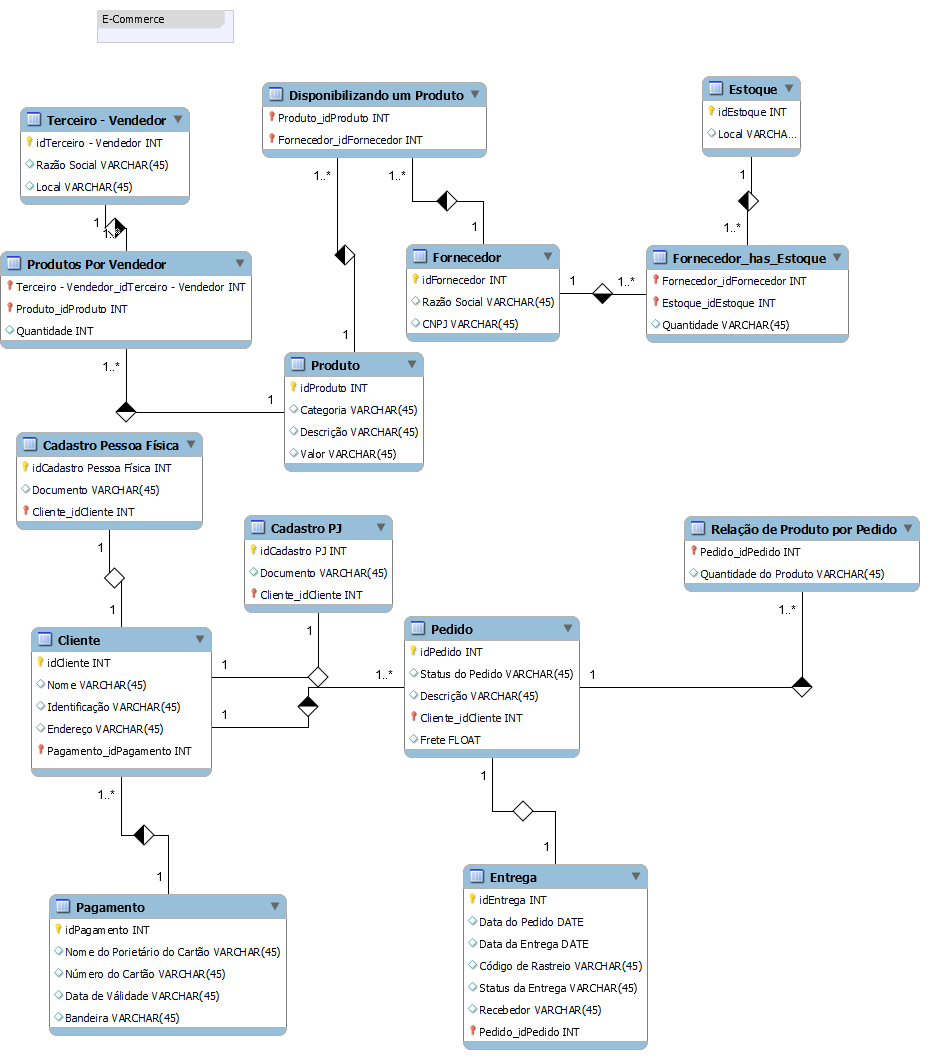 E-Commerce
Disponibilizando um Produto
Produto_idProduto INT
Fornecedor_idFornecedor INT
Estoque
idEstoque INT
Local VARCHA...
Terceiro - Vendedor
idTerceiro - Vendedor INT
Razão Social VARCHAR(45)
Local VARCHAR(45)
1..*
1..*
1
1
1..*
1
1..*
Produtos Por Vendedor
Terceiro - Vendedor_idTerceiro - Vendedor INT
Produto_idProduto INT
Quantidade INT
Fornecedor
idFornecedor INT
Razão Social VARCHAR(45)
CNPJ VARCHAR(45)
1
1..*
Fornecedor_has_Estoque
Fornecedor_idFornecedor INT
Estoque_idEstoque INT
Quantidade VARCHAR(45)
1
1..*
1
Produto
idProduto INT
Categoria VARCHAR(45)
Descrição VARCHAR(45)
Valor VARCHAR(45)
Cadastro Pessoa Física
idCadastro Pessoa Física INT
Documento VARCHAR(45)
Cliente_idCliente INT
1
1
Cadastro PJ
idCadastro PJ INT
Documento VARCHAR(45)
Cliente_idCliente INT
1
1
1
1..*
Relação de Produto por Pedido
Pedido_idPedido INT
Quantidade do Produto VARCHAR(45)
1..*
1
Cliente
idCliente INT
Nome VARCHAR(45)
Identificação VARCHAR(45)
Endereço VARCHAR(45)
Pagamento_idPagamento INT
Pedido
idPedido INT
Status do Pedido VARCHAR(45)
Descrição VARCHAR(45)
Cliente_idCliente INT
Frete FLOAT
1..*
1
1
1
Pagamento
idPagamento INT
Nome do Porietário do Cartão VARCHAR(45)
Número do Cartão VARCHAR(45)
Data de Válidade VARCHAR(45)
Bandeira VARCHAR(45)
Entrega
idEntrega INT
Data do Pedido DATE
Data da Entrega DATE
Código de Rastreio VARCHAR(45)
Status da Entrega VARCHAR(45)
Recebedor VARCHAR(45)
Pedido_idPedido INT